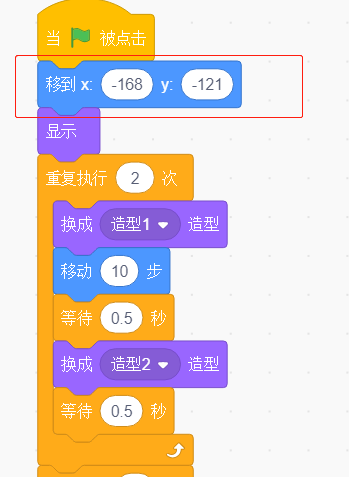 当 被点击
移到 x: -168 y: -121
显示
重复执行 2 次
换成 造型1 造型
移动 10 步
等待 0.5 秒
换成 造型2 造型
等待 0.5 秒